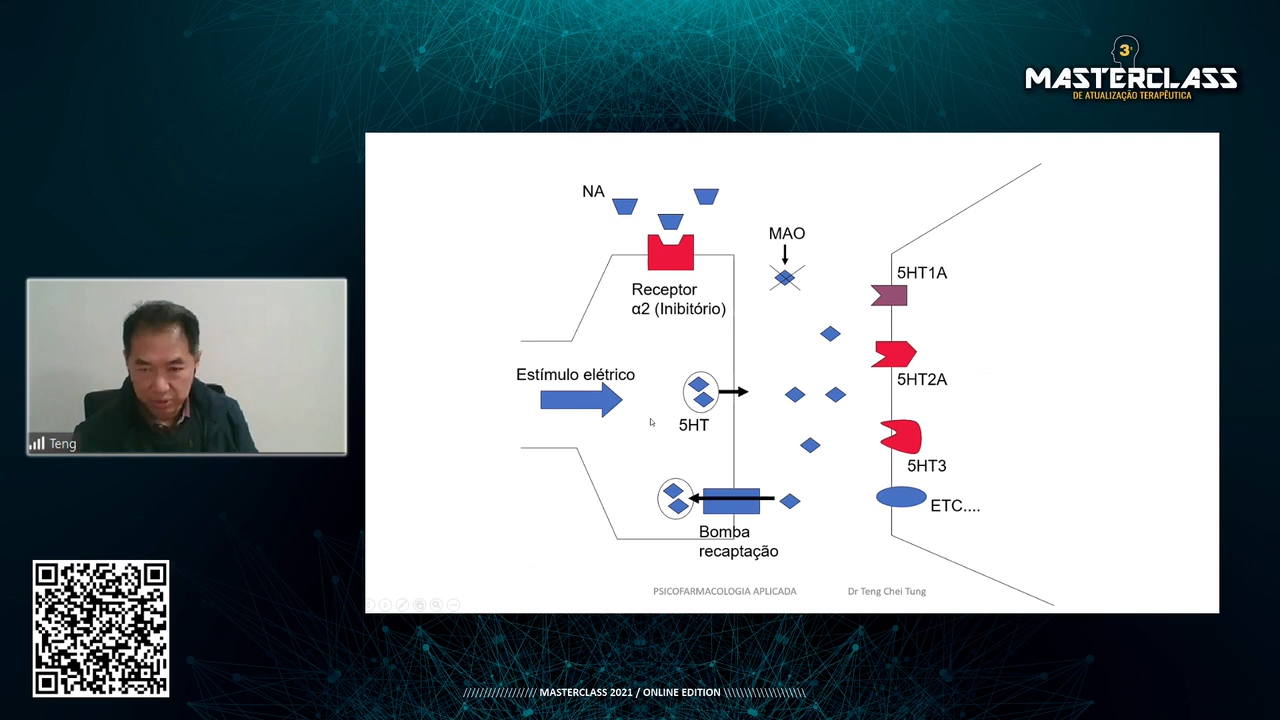 3ª
MASTERCLASS
DE ATUALIZAÇÃO TERAPÊUTICA
NA
MAO
5HT1A
Receptor
α2 (Inibitório)
Estímulo elétrico
5HT2A
5HT
5HT3
ETC....
Bomba
recaptação
PSICOFARMACOLOGIA APLICADA
Dr Teng Chei Tung
Teng
////////////////// MASTERCLASS 2021 / ONLINE EDITION \\\\\\\\\\\\\\\\\\\\